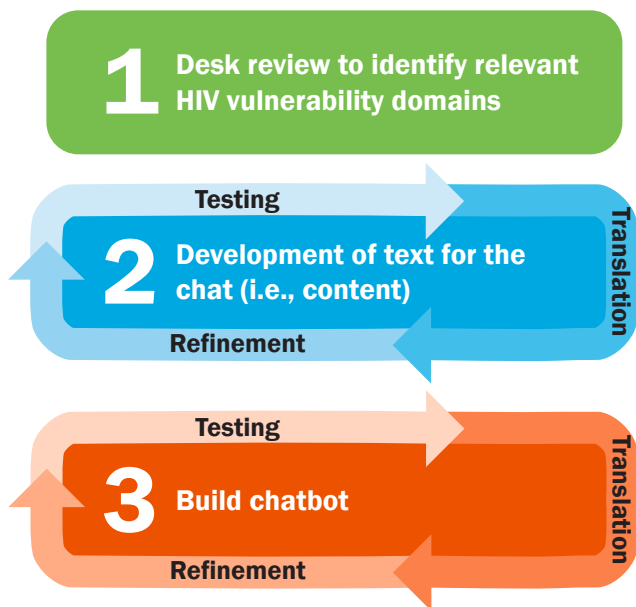 1
Desk review to identify relevant
HIV vulnerability domains
Testing
Translation
2
Development of text for the
chat (i.e., content)
Refinement
Testing
Translation
3
Build chatbot
Refinement